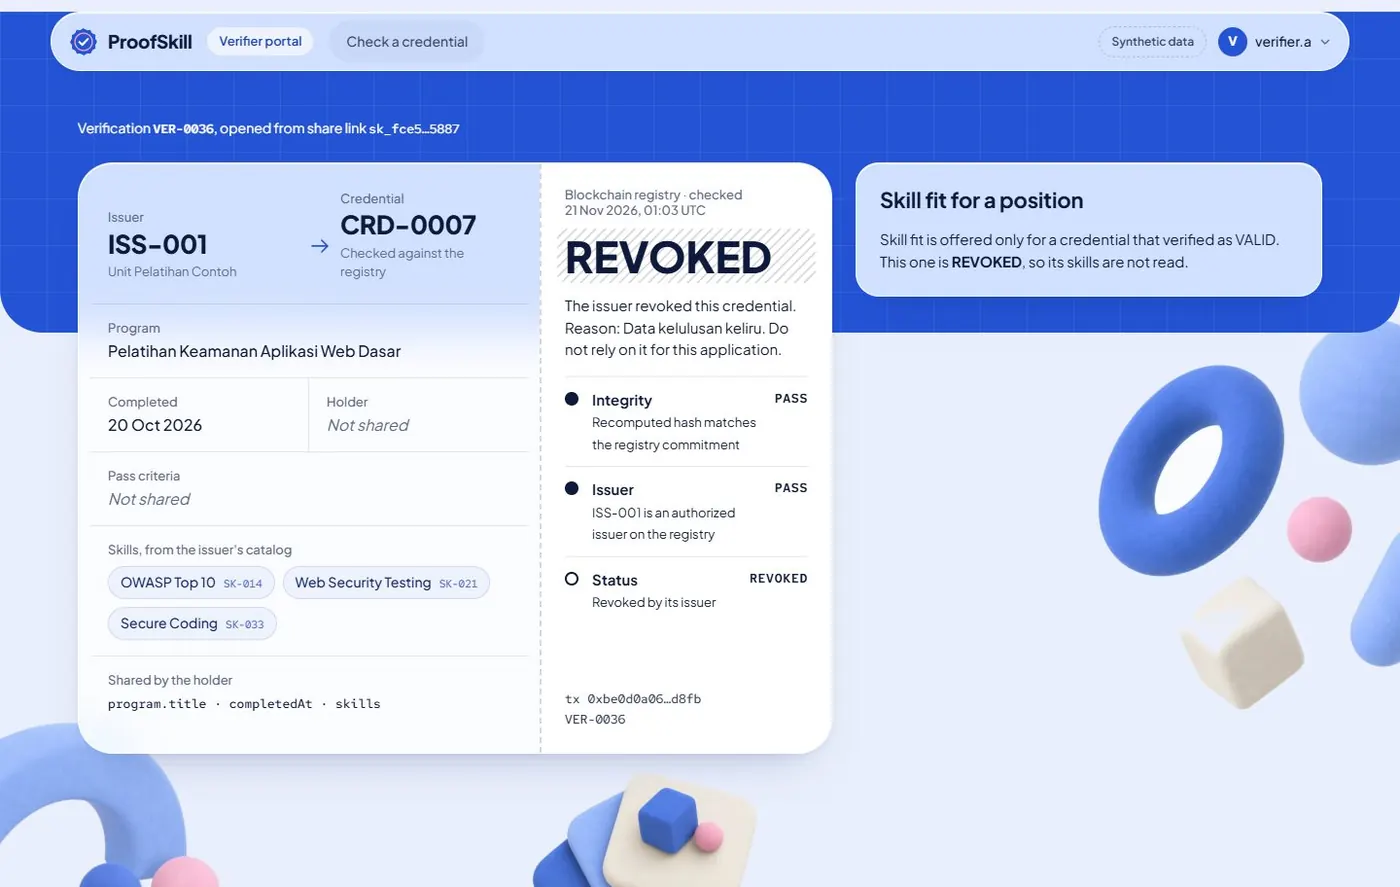 ProofSkill
Verifier portal
Check a credential
Synthetic data
V
verifier.a
Verification VER-0036, opened from share link sk_fce5…5887
Issuer
ISS-001
Unit Pelatihan Contoh
→
Credential
CRD-0007
Checked against the
registry
Program
Pelatihan Keamanan Aplikasi Web Dasar
Completed
20 Oct 2026
Holder
Not shared
Pass criteria
Not shared
Skills, from the issuer's catalog
OWASP Top 10 SK-014
Web Security Testing SK-021
Secure Coding SK-033
Shared by the holder
program.title · completedAt · skills
Blockchain registry · checked
21 Nov 2026, 01:03 UTC
REVOKED
The issuer revoked this credential.
Reason: Data kelulusan keliru. Do
not rely on it for this application.
Integrity PASS
Recomputed hash matches
the registry commitment
Issuer PASS
ISS-001 is an authorized
issuer on the registry
Status REVOKED
Revoked by its issuer
tx 0xbe0d0a06…d8fb
VER-0036
Skill fit for a position
Skill fit is offered only for a credential that verified as VALID.
This one is REVOKED, so its skills are not read.